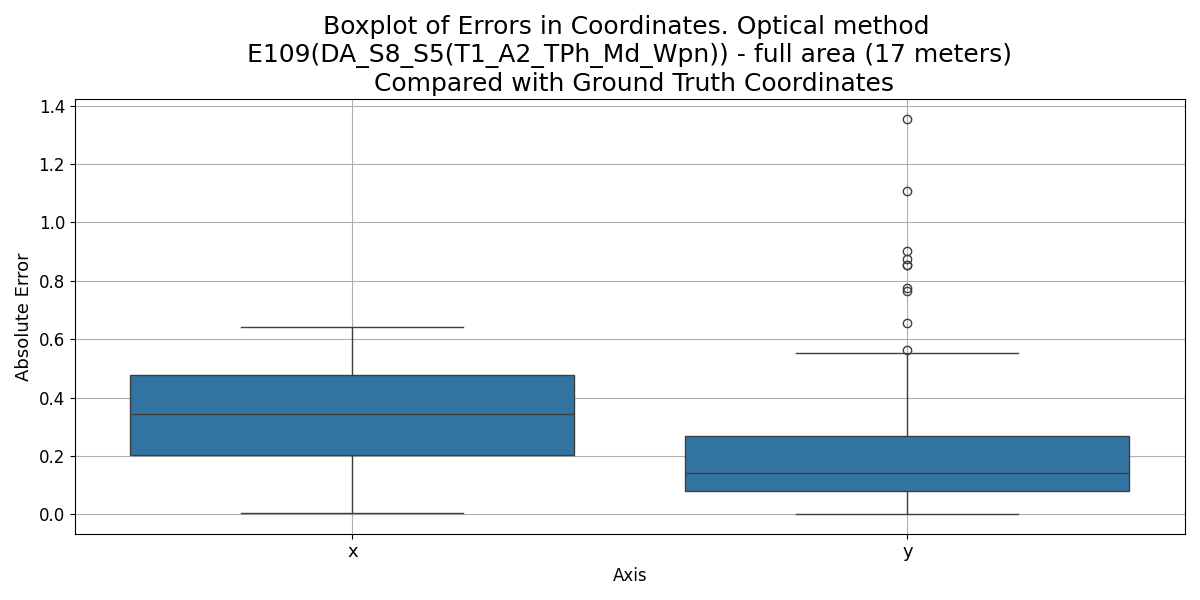 Boxplot of Errors in Coordinates. Optical method
E109(DA_S8_S5(T1_A2_TPh_Md_Wpn)) - full area (17 meters)
Compared with Ground Truth Coordinates
1.4
1.2
1.0
0.8
0.6
0.4
0.2
0.0
Absolute Error
x
y
Axis